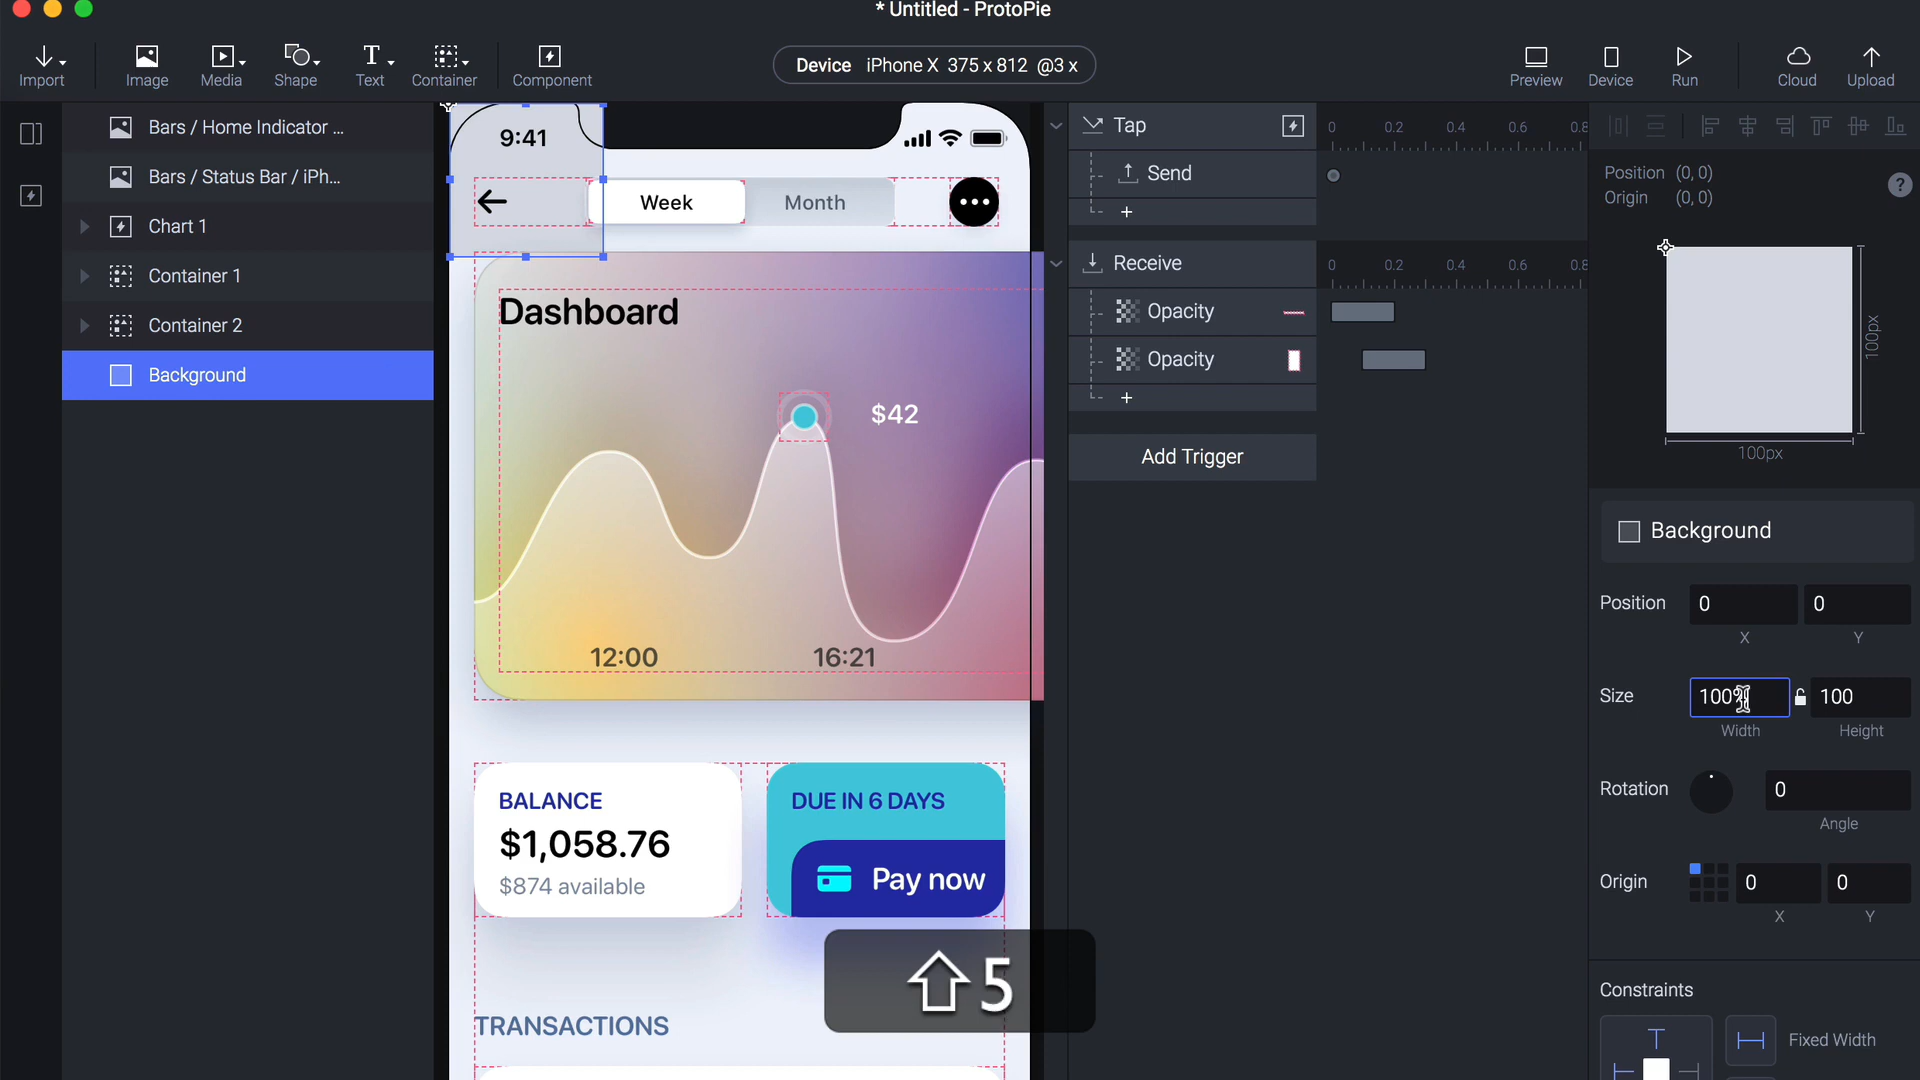 * Untitled - ProtoPie
Import
Image
Media
Shape
Text
Container
Component
Device iPhone X 375 x 812 @3 x
Preview
Device
Run
Cloud
Upload
Bars / Home Indicator ...
Bars / Status Bar / iPh...
Chart 1
Container 1
Container 2
Background
9:41
Week
Month
Dashboard
$42
12:00
16:21
BALANCE
$1,058.76
$874 available
DUE IN 6 DAYS
Pay now
TRANSACTIONS
⇧5
Tap
0 0.2 0.4 0.6 0.8
Send
+
Receive
0 0.2 0.4 0.6 0.8
Opacity
Opacity
+
Add Trigger
Position (0, 0)
Origin (0, 0)
?
100px
100px
Background
Position 0 0
X Y
Size 100% 100
Width Height
Rotation 0
Angle
Origin 0 0
X Y
Constraints
Fixed Width